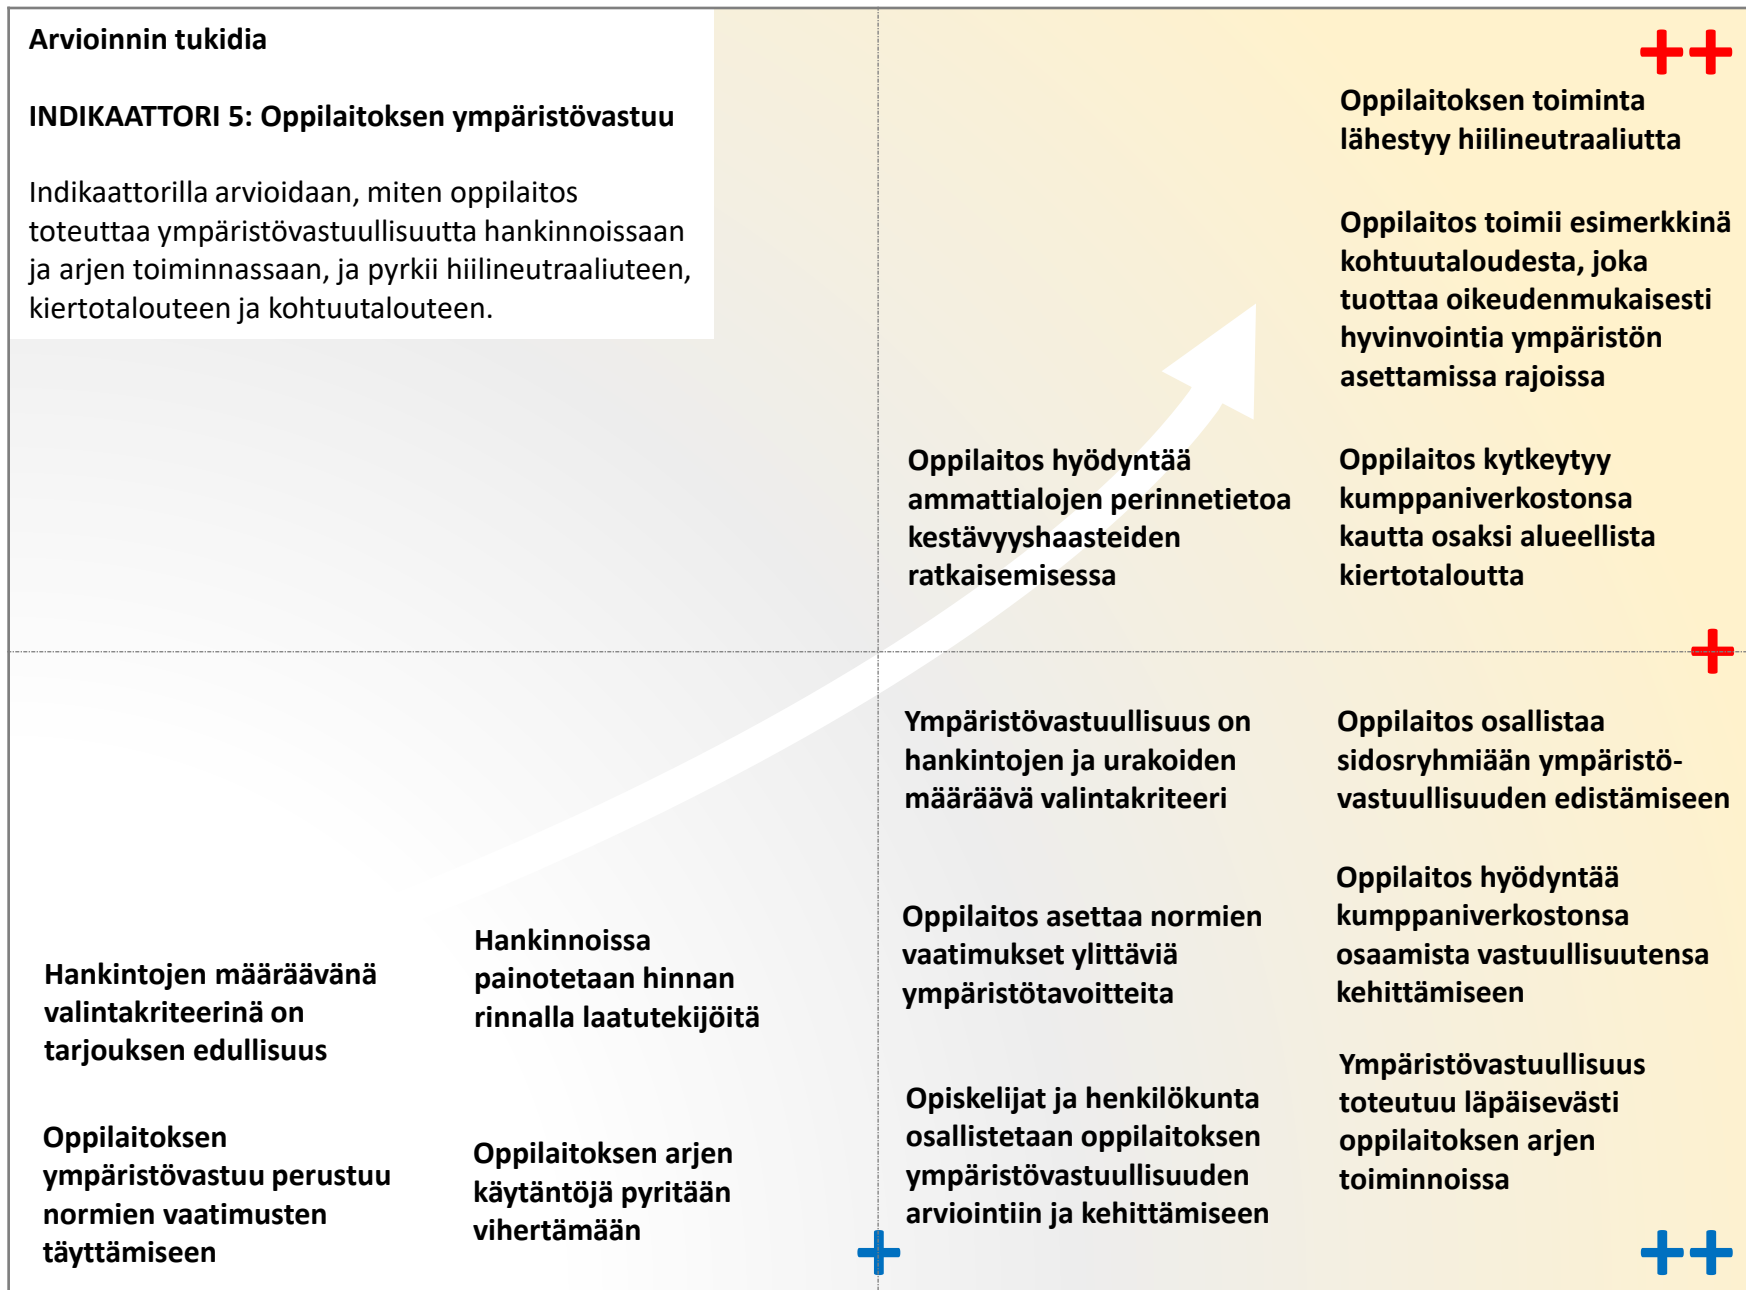 Arvioinnin tukidia
INDIKAATTORI 5: Oppilaitoksen ympäristövastuu
Indikaattorilla arvioidaan, miten oppilaitos
toteuttaa ympäristövastuullisuutta hankinnoissaan
ja arjen toiminnassaan, ja pyrkii hiilineutraaliuteen,
kiertotalouteen ja kohtuutalouteen.
++
Oppilaitoksen toiminta
lähestyy hiilineutraaliutta
Oppilaitos toimii esimerkkinä
kohtuutaloudesta, joka
tuottaa oikeudenmukaisesti
hyvinvointia ympäristön
asettamissa rajoissa
Oppilaitos hyödyntää
ammattialojen perinnetietoa
kestävyyshaasteiden
ratkaisemisessa
Oppilaitos kytkeytyy
kumppaniverkostonsa
kautta osaksi alueellista
kiertotaloutta
+
Ympäristövastuullisuus on
hankintojen ja urakoiden
määräävä valintakriteeri
Oppilaitos osallistaa
sidosryhmiään ympäristö-
vastuullisuuden edistämiseen
Oppilaitos asettaa normien
vaatimukset ylittäviä
ympäristötavoitteita
Oppilaitos hyödyntää
kumppaniverkostonsa
osaamista vastuullisuutensa
kehittämiseen
Hankintojen määräävänä
valintakriteerinä on
tarjouksen edullisuus
Hankinnoissa
painotetaan hinnan
rinnalla laatutekijöitä
Oppilaitoksen
ympäristövastuu perustuu
normien vaatimusten
täyttämiseen
Oppilaitoksen arjen
käytäntöjä pyritään
vihertämään
Opiskelijat ja henkilökunta
osallistetaan oppilaitoksen
ympäristövastuullisuuden
arviointiin ja kehittämiseen
Ympäristövastuullisuus
toteutuu läpäisevästi
oppilaitoksen arjen
toiminnoissa
+
++